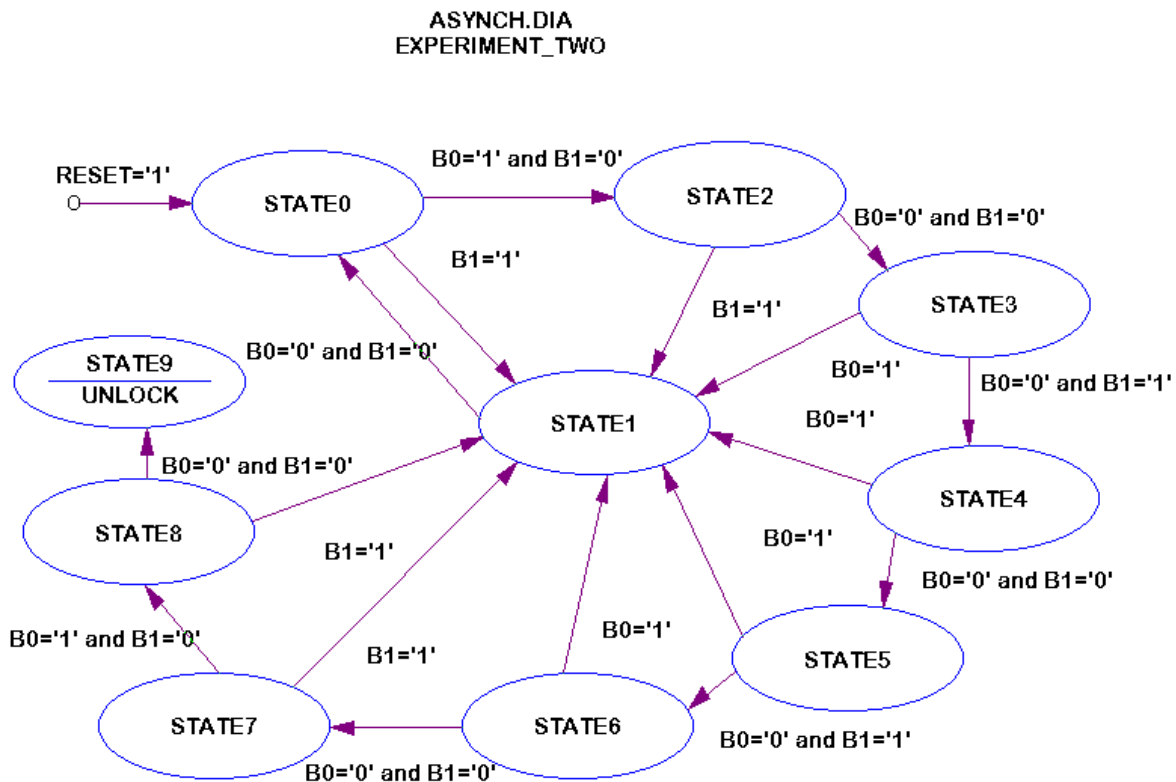 ASYNCH.DIA
EXPERIMENT_TWO
B0='1' and B1='0'
RESET='1'
STATE0
STATE2
B0='0' and B1='0'
B1='1'
B1='1'
STATE3
B0='0' and B1='0'
STATE9
UNLOCK
B0='1'
B0='0' and B1='1'
B0='1'
STATE1
B0='0' and B1='0'
STATE4
STATE8
B1='1'
B0='1'
B0='0' and B1='0'
B0='1' and B1='0'
B0='1'
B1='1'
STATE5
STATE7
STATE6
B0='0' and B1='1'
B0='0' and B1='0'